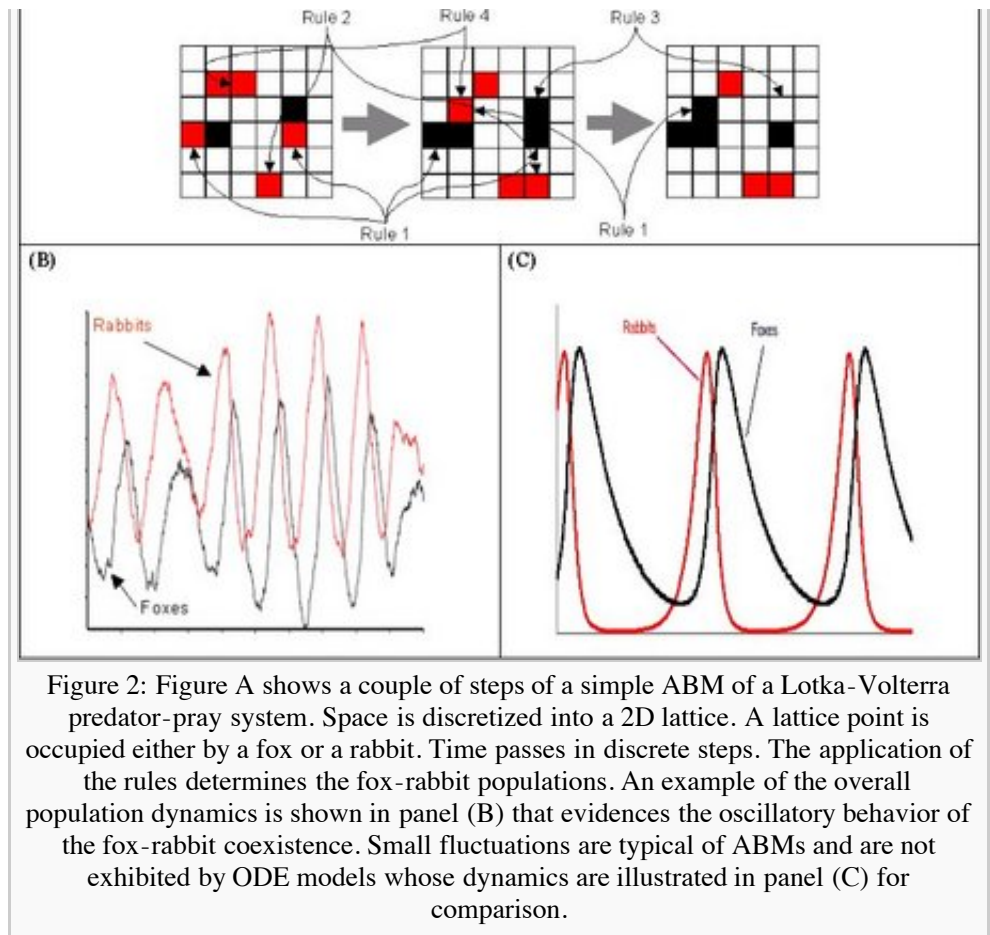 Rule 2
Rule 4
Rule 3
Rule 1
Rule 1
(B)
(C)
Rabbits
Foxes
Rabbits
Foxes
Figure 2: Figure A shows a couple of steps of a simple ABM of a Lotka-Volterra
predator-pray system. Space is discretized into a 2D lattice. A lattice point is
occupied either by a fox or a rabbit. Time passes in discrete steps. The application of
the rules determines the fox-rabbit populations. An example of the overall
population dynamics is shown in panel (B) that evidences the oscillatory behavior of
the fox-rabbit coexistence. Small fluctuations are typical of ABMs and are not
exhibited by ODE models whose dynamics are illustrated in panel (C) for
comparison.